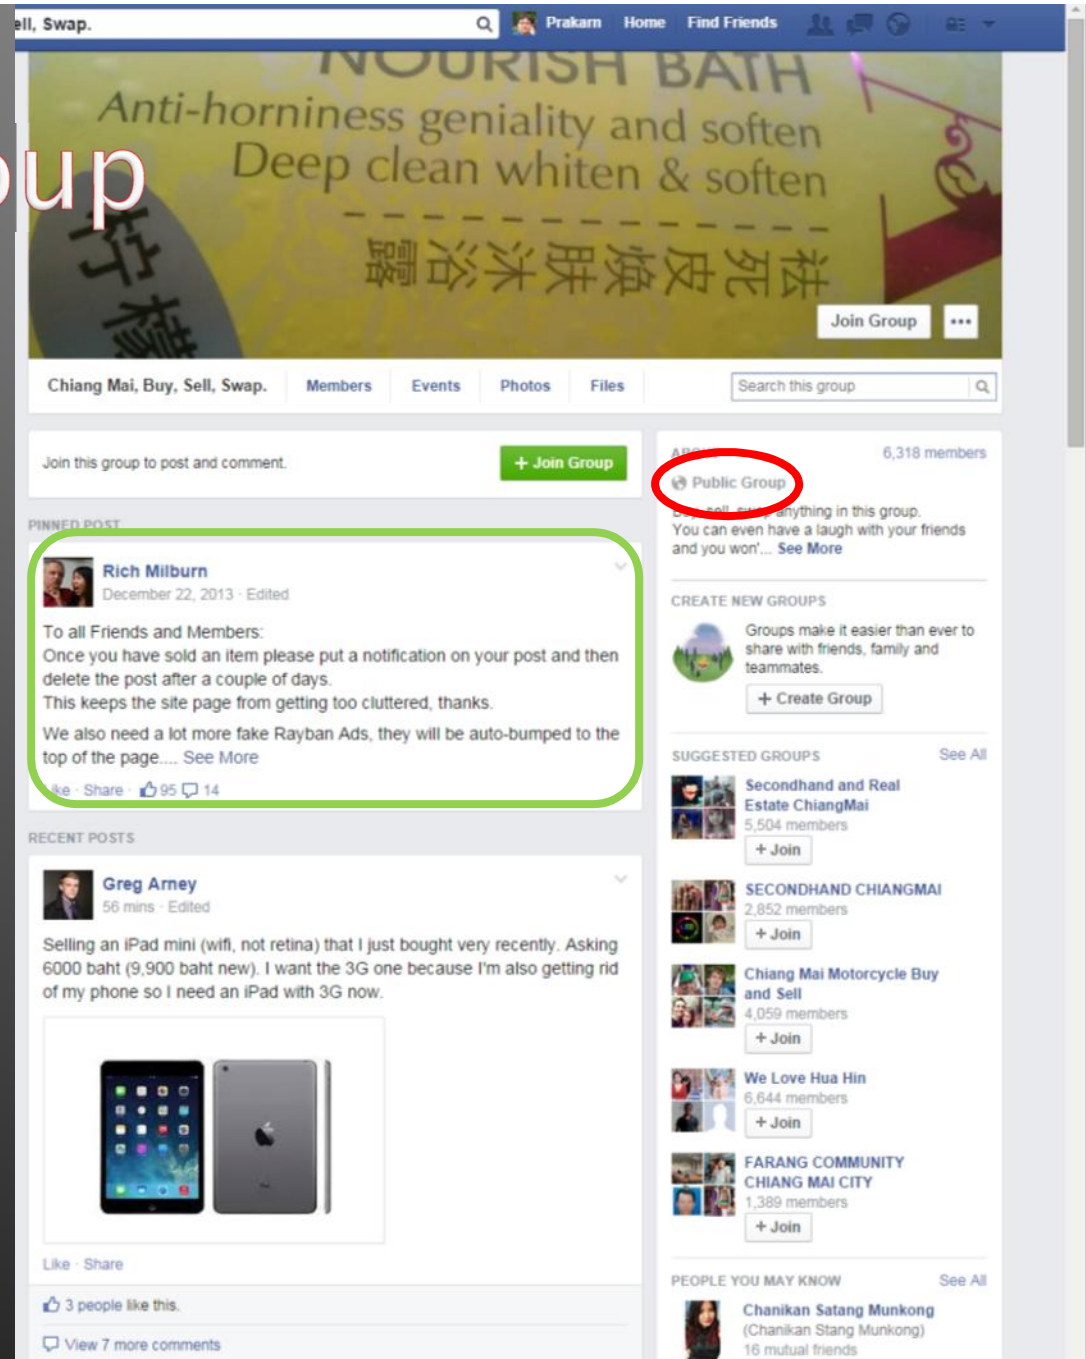 ell, Swap.
Prakarn Home Find Friends
oup
NOURISH BATH
Anti-horniness geniality and soften
Deep clean whiten & soften
露浴沐肤焕皮死祛
柠檬
Join Group
Chiang Mai, Buy, Sell, Swap. Members Events Photos Files Search this group
Join this group to post and comment. + Join Group
PINNED POST
Rich Milburn
December 22, 2013 · Edited
To all Friends and Members:
Once you have sold an item please put a notification on your post and then
delete the post after a couple of days.
This keeps the site page from getting too cluttered, thanks.
We also need a lot more fake Rayban Ads, they will be auto-bumped to the
top of the page.... See More
Like · Share · 95 14
RECENT POSTS
Greg Arney
56 mins · Edited
Selling an iPad mini (wifi, not retina) that I just bought very recently. Asking
6000 baht (9,900 baht new). I want the 3G one because I'm also getting rid
of my phone so I need an iPad with 3G now.
Like · Share
3 people like this.
View 7 more comments
ABOUT 6,318 members
Public Group
Buy, sell, swap anything in this group.
You can even have a laugh with your friends
and you won'... See More
CREATE NEW GROUPS
Groups make it easier than ever to
share with friends, family and
teammates.
+ Create Group
SUGGESTED GROUPS See All
Secondhand and Real
Estate ChiangMai
5,504 members
+ Join
SECONDHAND CHIANGMAI
2,852 members
+ Join
Chiang Mai Motorcycle Buy
and Sell
4,059 members
+ Join
We Love Hua Hin
6,644 members
+ Join
FARANG COMMUNITY
CHIANG MAI CITY
1,389 members
+ Join
PEOPLE YOU MAY KNOW See All
Chanikan Satang Munkong
(Chanikan Stang Munkong)
16 mutual friends